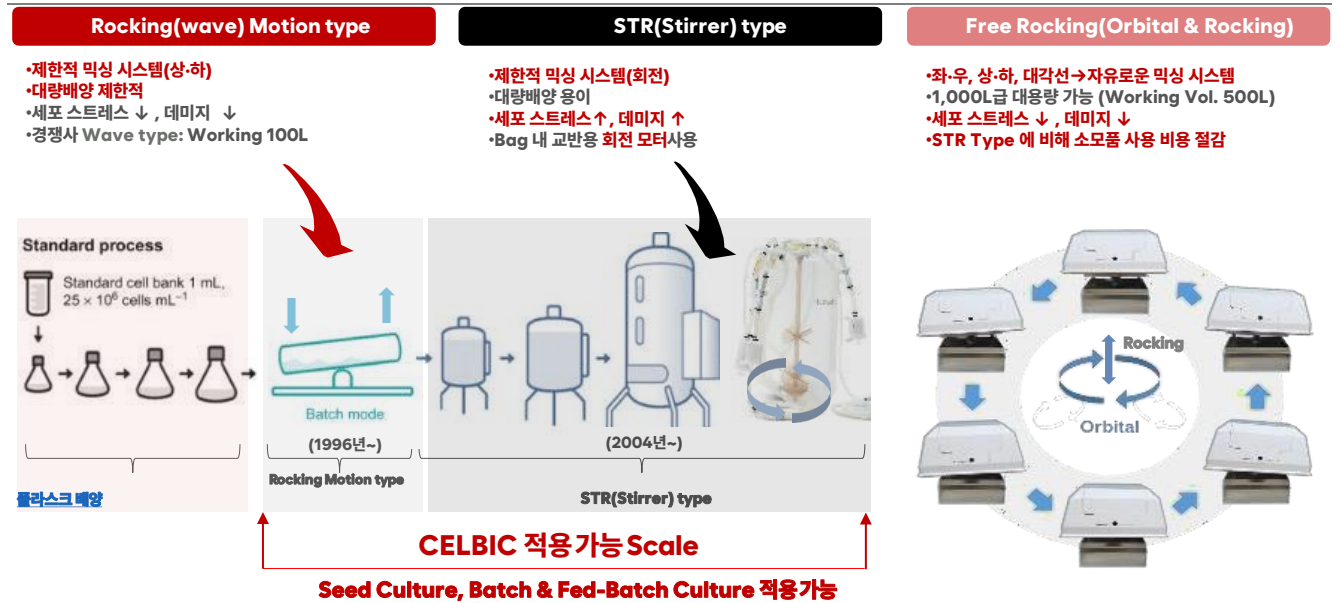 Rocking(wave) Motion type
•제한적 믹싱 시스템(상·하)
•대량배양 제한적
•세포 스트레스 ↓ , 데미지 ↓
•경쟁사 Wave type: Working 100L
STR(Stirrer) type
•제한적 믹싱 시스템(회전)
•대량배양 용이
•세포 스트레스↑, 데미지 ↑
•Bag 내 교반용 회전 모터사용
Free Rocking(Orbital & Rocking)
•좌·우, 상·하, 대각선→자유로운 믹싱 시스템
•1,000L급 대용량 가능 (Working Vol. 500L)
•세포 스트레스 ↓ , 데미지 ↓
•STR Type 에 비해 소모품 사용 비용 절감
Standard process
Standard cell bank 1 mL,
25 × 10⁶ cells mL⁻¹
Batch mode
(1996년~)
(2004년~)
플라스크 배양
Rocking Motion type
STR(Stirrer) type
Rocking
Orbital
CELBIC 적용가능 Scale
Seed Culture, Batch & Fed-Batch Culture 적용가능